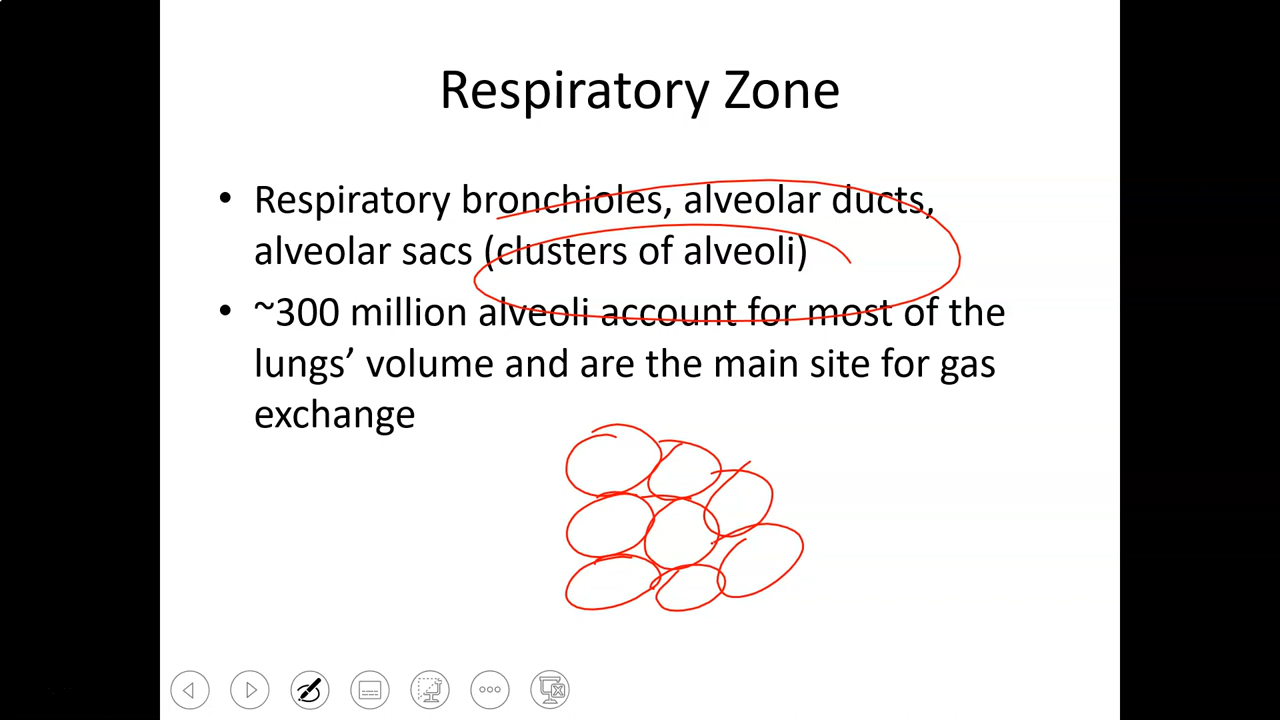 Respiratory Zone
• Respiratory bronchioles, alveolar ducts,
alveolar sacs (clusters of alveoli)
• ~300 million alveoli account for most of the
lungs’ volume and are the main site for gas
exchange